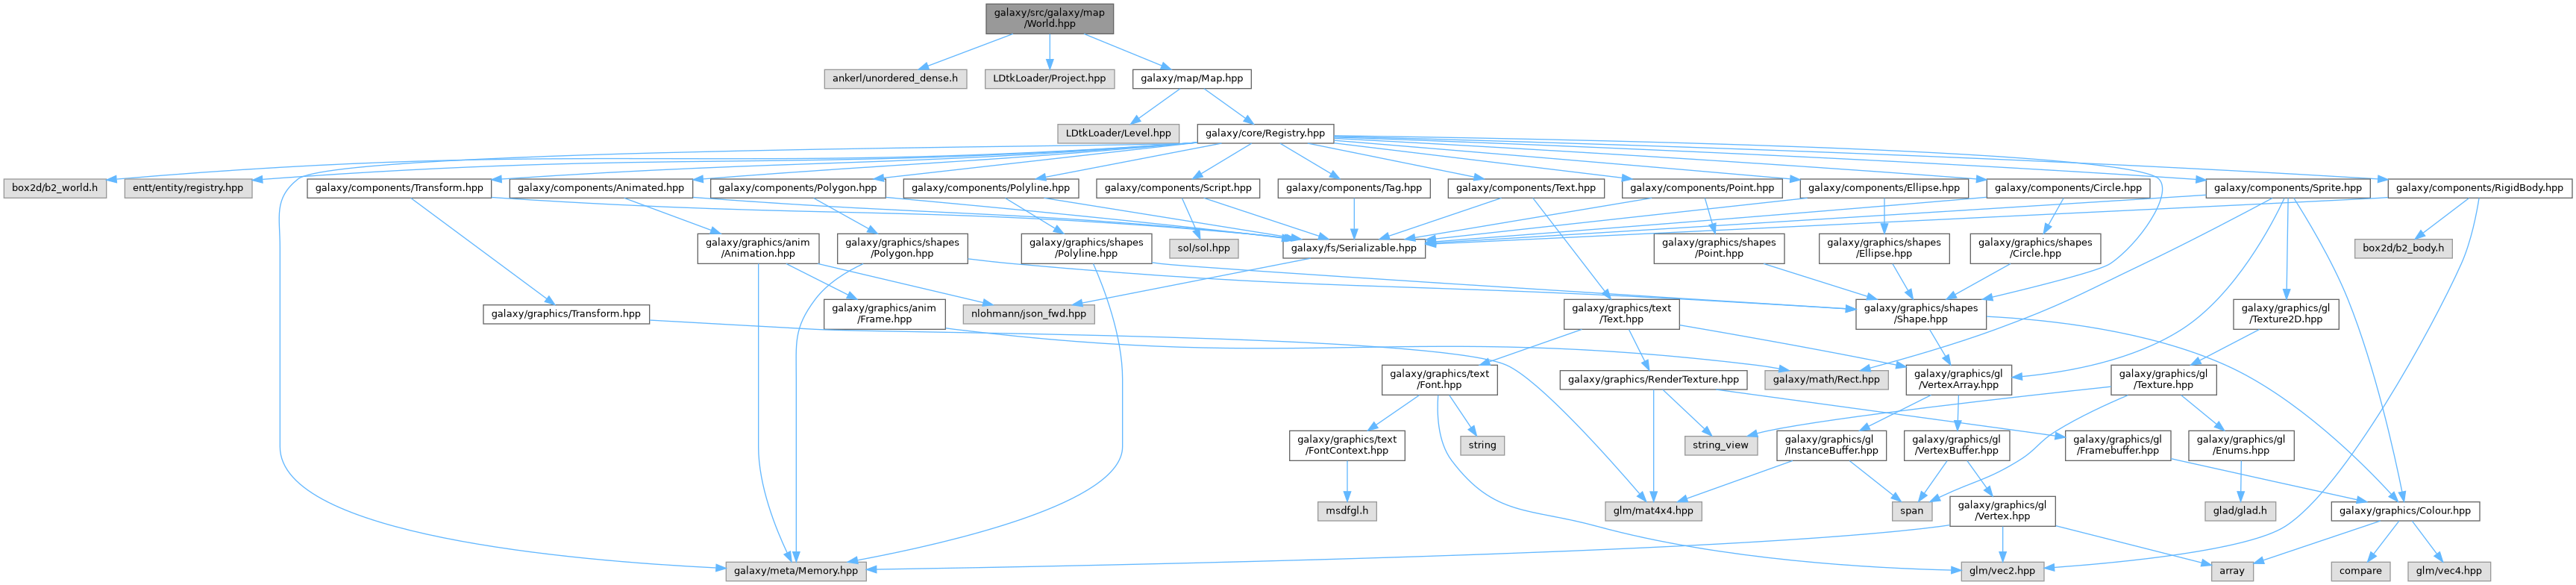 galaxy/src/galaxy/map
/World.hpp
ankerl/unordered_dense.h
LDtkLoader/Project.hpp
galaxy/map/Map.hpp
LDtkLoader/Level.hpp
galaxy/core/Registry.hpp
box2d/b2_world.h
entt/entity/registry.hpp
galaxy/components/Transform.hpp
galaxy/components/Animated.hpp
galaxy/components/Polygon.hpp
galaxy/components/Polyline.hpp
galaxy/components/Script.hpp
galaxy/components/Tag.hpp
galaxy/components/Text.hpp
galaxy/components/Point.hpp
galaxy/components/Ellipse.hpp
galaxy/components/Circle.hpp
galaxy/components/Sprite.hpp
galaxy/components/RigidBody.hpp
galaxy/graphics/anim
/Animation.hpp
galaxy/graphics/shapes
/Polygon.hpp
galaxy/graphics/shapes
/Polyline.hpp
sol/sol.hpp
galaxy/fs/Serializable.hpp
galaxy/graphics/shapes
/Point.hpp
galaxy/graphics/shapes
/Ellipse.hpp
galaxy/graphics/shapes
/Circle.hpp
box2d/b2_body.h
galaxy/graphics/Transform.hpp
galaxy/graphics/anim
/Frame.hpp
nlohmann/json_fwd.hpp
galaxy/graphics/text
/Text.hpp
galaxy/graphics/shapes
/Shape.hpp
galaxy/graphics/gl
/Texture2D.hpp
galaxy/graphics/text
/Font.hpp
galaxy/graphics/RenderTexture.hpp
galaxy/math/Rect.hpp
galaxy/graphics/gl
/VertexArray.hpp
galaxy/graphics/gl
/Texture.hpp
galaxy/graphics/text
/FontContext.hpp
string
string_view
galaxy/graphics/gl
/InstanceBuffer.hpp
galaxy/graphics/gl
/VertexBuffer.hpp
galaxy/graphics/gl
/Framebuffer.hpp
galaxy/graphics/gl
/Enums.hpp
msdfgl.h
glm/mat4x4.hpp
span
galaxy/graphics/gl
/Vertex.hpp
glad/glad.h
galaxy/graphics/Colour.hpp
galaxy/meta/Memory.hpp
glm/vec2.hpp
array
compare
glm/vec4.hpp